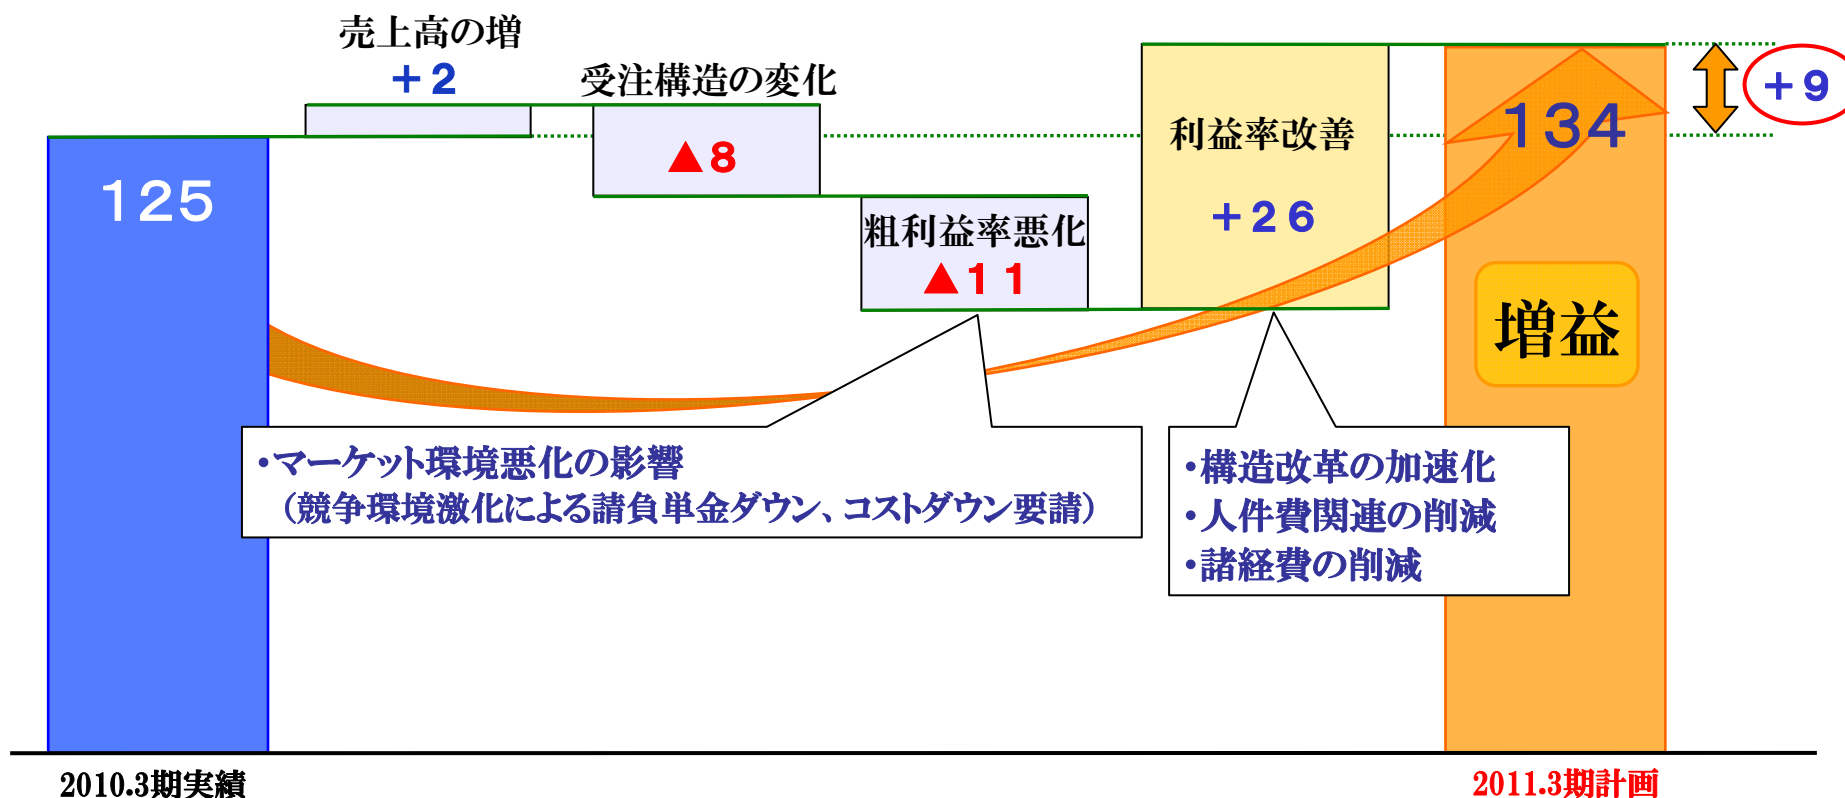 売上高の増
＋２
受注構造の変化
▲８
粗利益率悪化
▲１１
利益率改善
＋２６
＋９
１２５
１３４
増益
・マーケット環境悪化の影響
（競争環境激化による請負単金ダウン、コストダウン要請）
・構造改革の加速化
・人件費関連の削減
・諸経費の削減
2010.3期実績
2011.3期計画